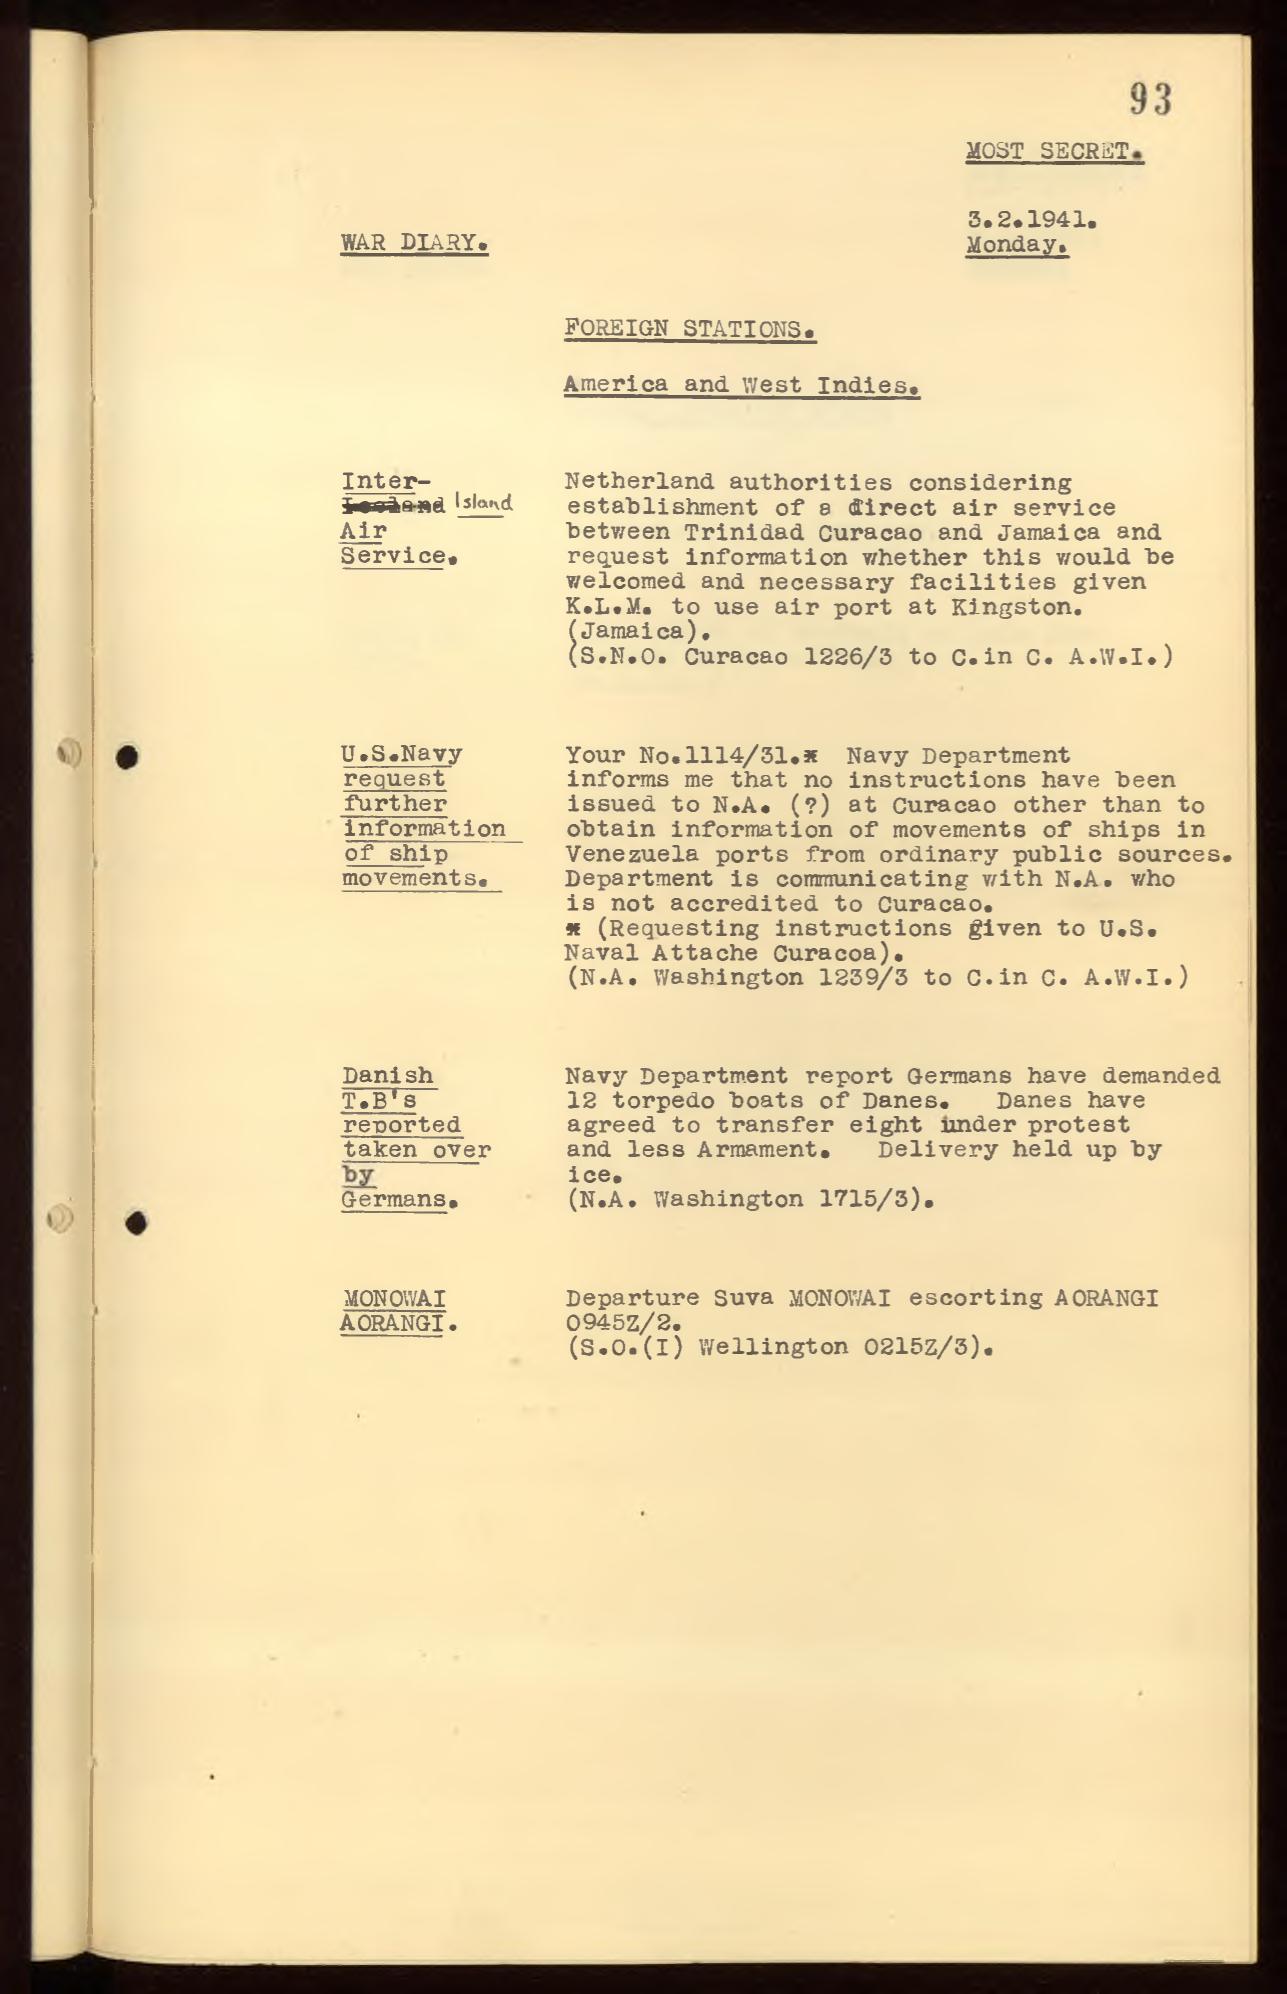 93
MOST SECRET.
3.2.1941.
Monday.
WAR DIARY.
FOREIGN STATIONS.
America and West Indies.
Inter-
Island
Air
Service.
Netherland authorities considering
establishment of a direct air service
between Trinidad Curacao and Jamaica and
request information whether this would be
welcomed and necessary facilities given
K.L.M. to use air port at Kingston.
(Jamaica).
(S.N.O. Curacao 1226/3 to C.in C. A.W.I.)
U.S.Navy
request
further
information
of ship
movements.
Your No.1114/31.* Navy Department
informs me that no instructions have been
issued to N.A. (?) at Curacao other than to
obtain information of movements of ships in
Venezuela ports from ordinary public sources.
Department is communicating with N.A. who
is not accredited to Curacao.
* (Requesting instructions given to U.S.
Naval Attache Curacoa).
(N.A. Washington 1239/3 to C.in C. A.W.I.)
Danish
T.B's
reported
taken over
by
Germans.
Navy Department report Germans have demanded
12 torpedo boats of Danes. Danes have
agreed to transfer eight under protest
and less Armament. Delivery held up by
ice.
(N.A. Washington 1715/3).
MONOWAI
AORANGI.
Departure Suva MONOWAI escorting AORANGI
0945Z/2.
(S.O.(I) Wellington 0215Z/3).